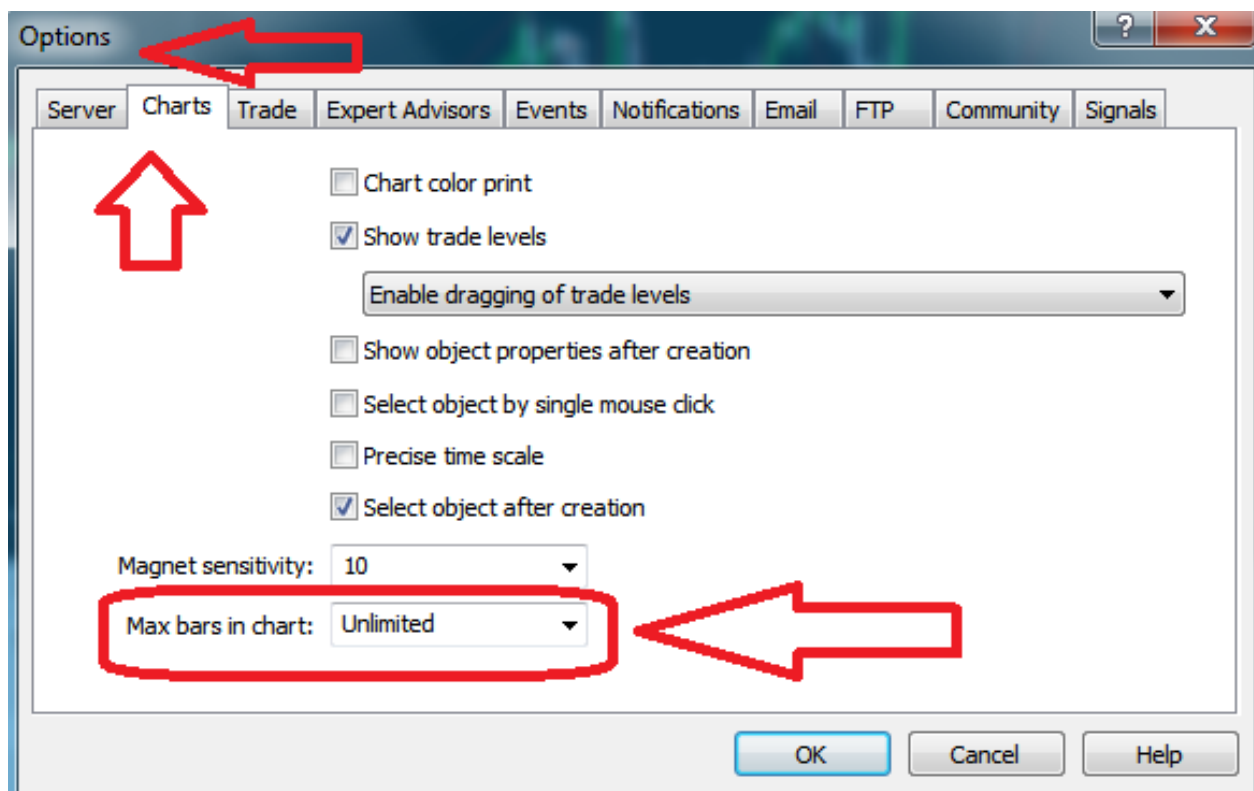 Options
?
X
Server Charts Trade Expert Advisors Events Notifications Email FTP Community Signals
Chart color print
Show trade levels
Enable dragging of trade levels
Show object properties after creation
Select object by single mouse click
Precise time scale
Select object after creation
Magnet sensitivity: 10
Max bars in chart: Unlimited
OK Cancel Help